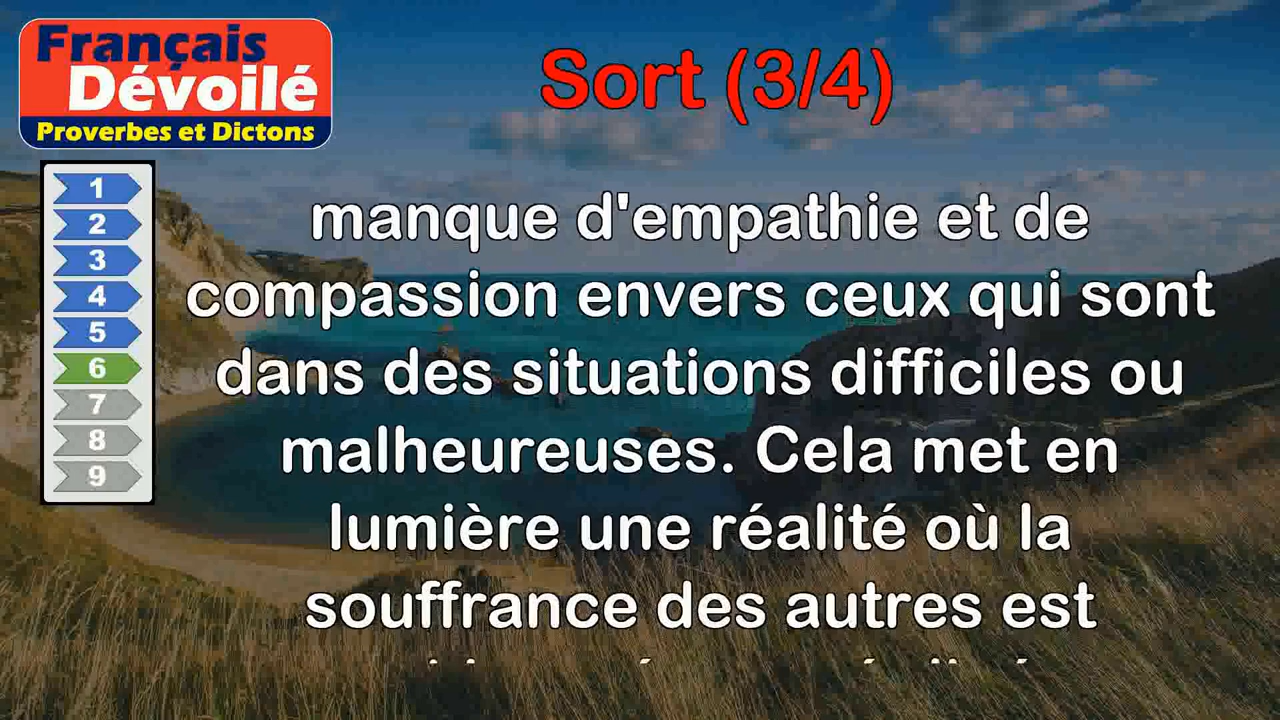 Français
Dévoilé
Proverbes et Dictons
Sort (3/4)
1
2
3
4
5
6
7
8
9
manque d'empathie et de
compassion envers ceux qui sont
dans des situations difficiles ou
malheureuses. Cela met en
lumière une réalité où la
souffrance des autres est